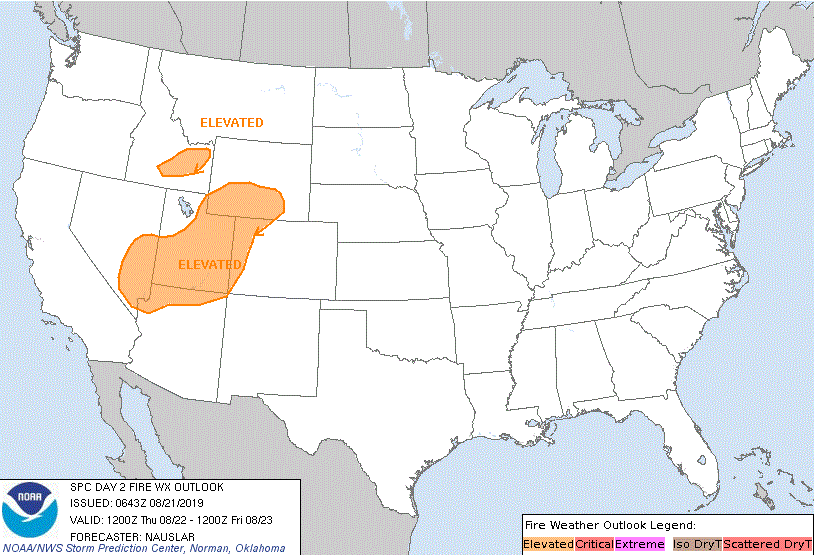 ELEVATED
ELEVATED
NOAA
SPC DAY 2 FIRE WX OUTLOOK
ISSUED: 0643Z 08/21/2019
VALID: 1200Z Thu 08/22 - 1200Z Fri 08/23
FORECASTER: NAUSLAR
NOAA/NWS Storm Prediction Center, Norman, Oklahoma
Fire Weather Outlook Legend:
Elevated Critical Extreme Iso DryT Scattered DryT